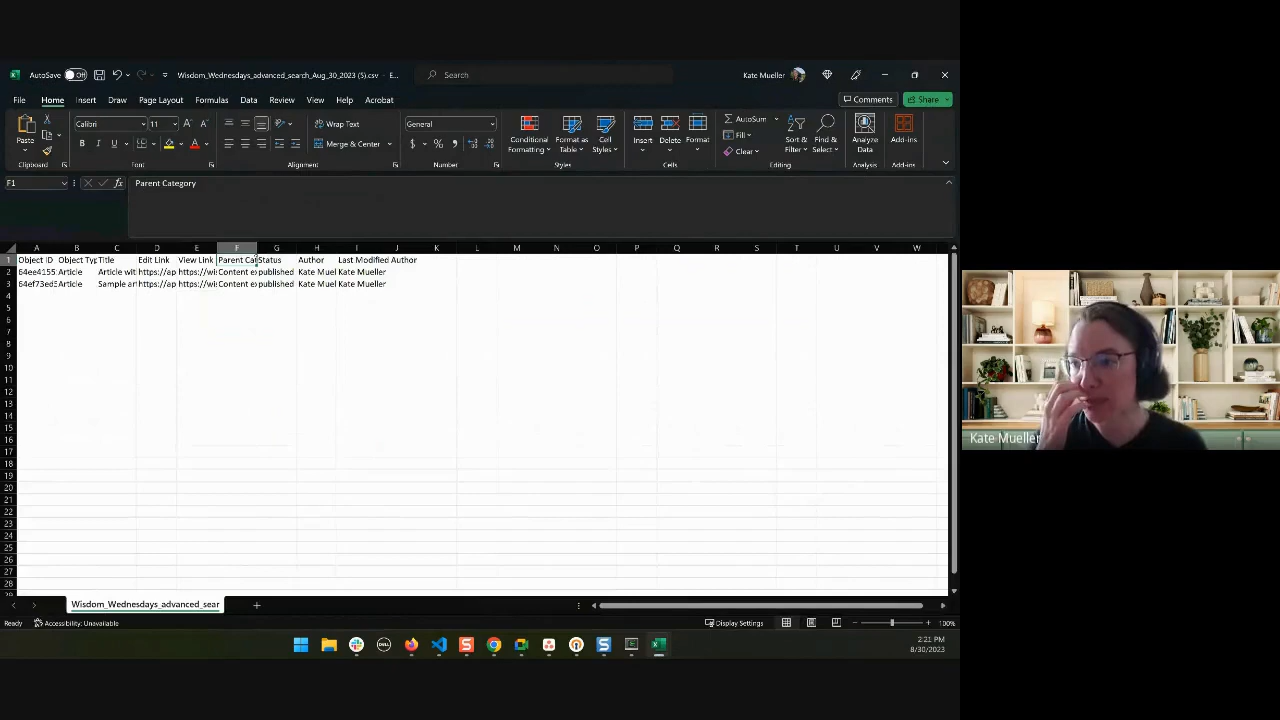 AutoSave Off Wisdom_Wednesdays_advanced_search_Aug_30_2023 (5).csv - E... Search Kate Mueller
File Home Insert Draw Page Layout Formulas Data Review View Help Acrobat Comments Share
Paste Calibri 11 Wrap Text General Conditional Formatting Format as Table Cell Styles Insert Delete Format AutoSum Sort & Filter Find & Select Analyze Data Add-ins
B I U Merge & Center $ % Fill Clear
Clipboard Font Alignment Number Styles Cells Editing Analysis Add-ins
F1 fx Parent Category
A B C D E F G H I J K L M N O P Q R S T U V W
1 Object ID Object Typ Title Edit Link View Link Parent Cat Status Author Last Modified Author
2 64ee4155 Article Article wit https://ap https://wis Content ex published Kate Muel Kate Mueller
3 64ef73ed5 Article Sample ar https://ap https://wis Content ex published Kate Muel Kate Mueller
4
5
6
7
8
9
10
11
12
13
14
15
16
17
18
19
20
21
22
23
24
25
26
27
28
Wisdom_Wednesdays_advanced_sear
Ready Accessibility: Unavailable Display Settings 100%
2:21 PM
8/30/2023
Kate Mueller